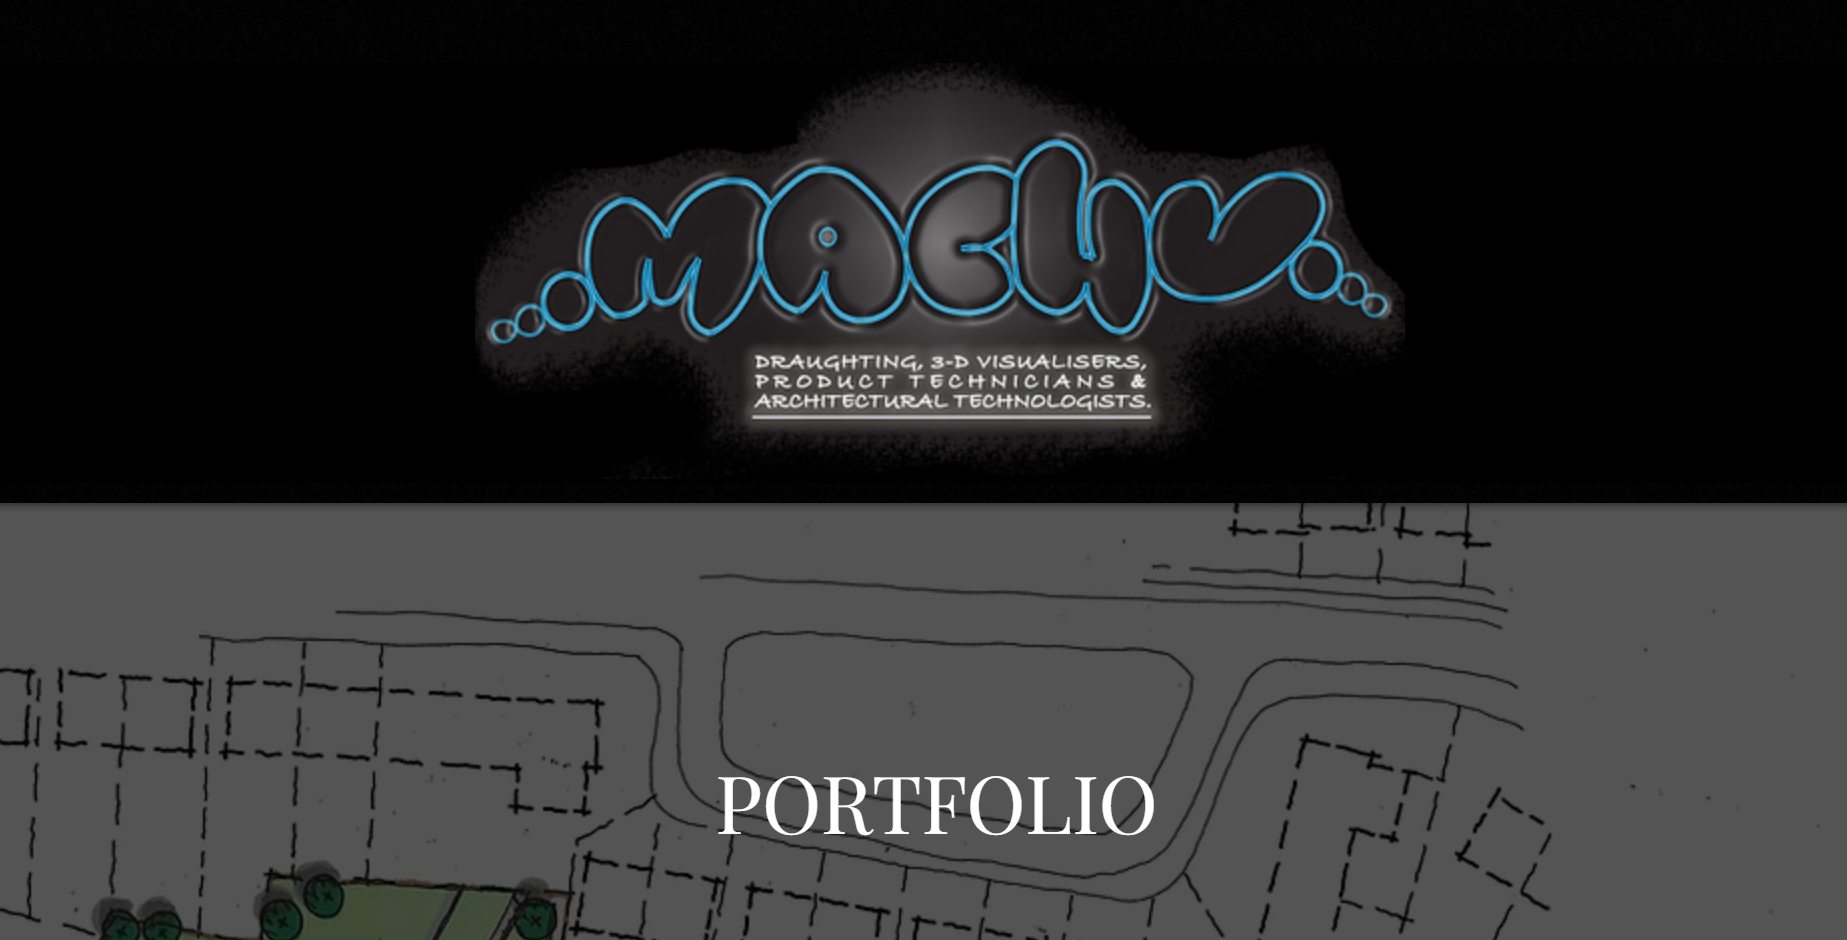 MACHU
DRAUGHTING, 3-D VISUALISERS,
PRODUCT TECHNICIANS &
ARCHITECTURAL TECHNOLOGISTS.
PORTFOLIO